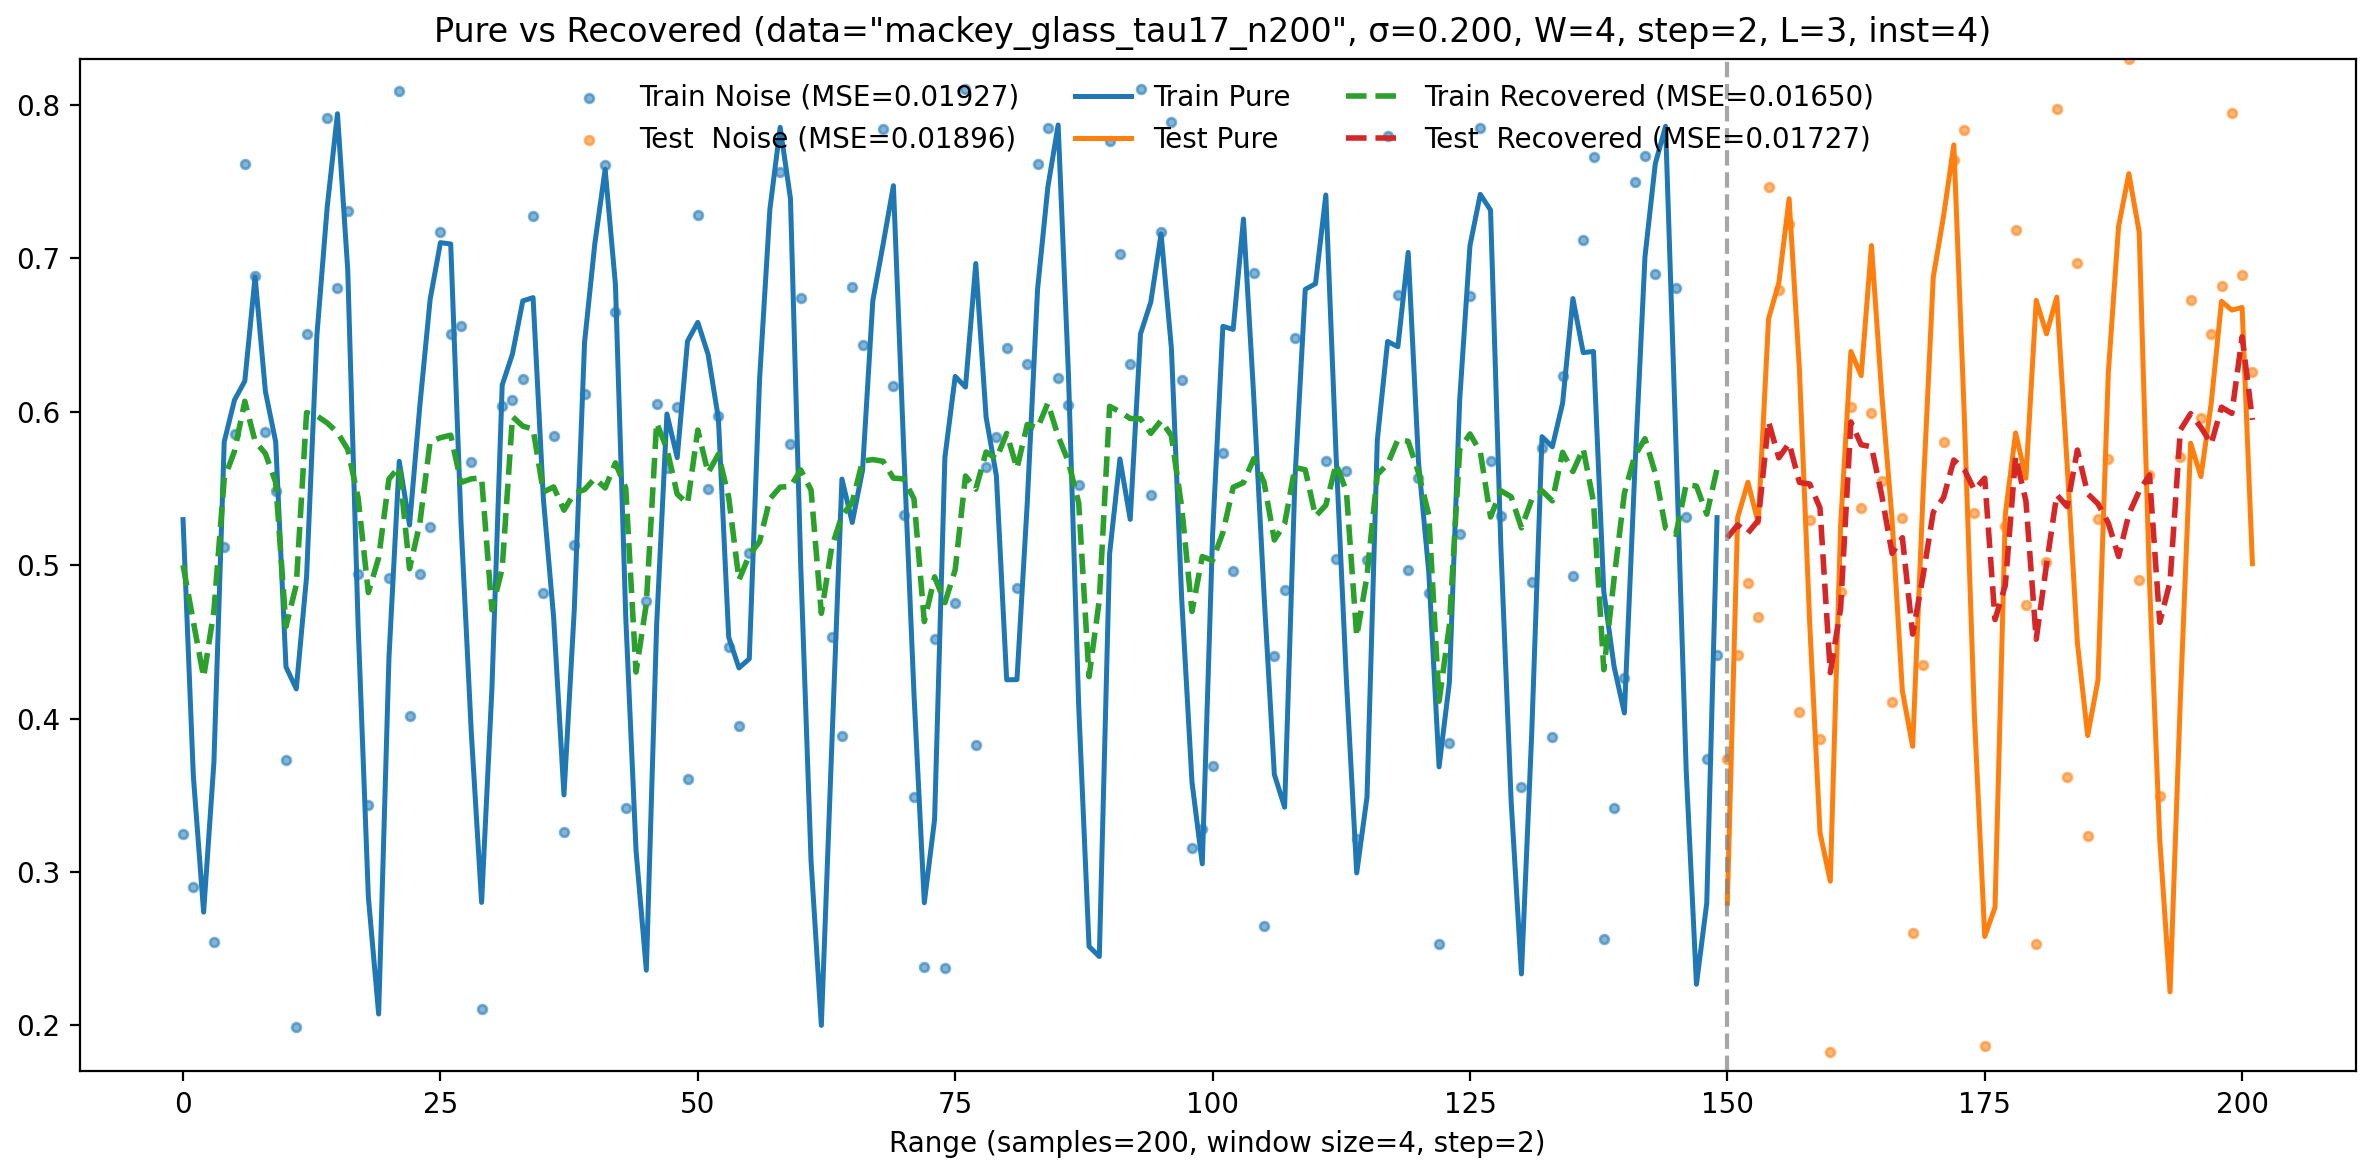 Pure vs Recovered (data="mackey_glass_tau17_n200", σ=0.200, W=4, step=2, L=3, inst=4)
Train Noise (MSE=0.01927)
Test  Noise (MSE=0.01896)
Train Pure
Test Pure
Train Recovered (MSE=0.01650)
Test  Recovered (MSE=0.01727)
0.8
0.7
0.6
0.5
0.4
0.3
0.2
0 25 50 75 100 125 150 175 200
Range (samples=200, window size=4, step=2)